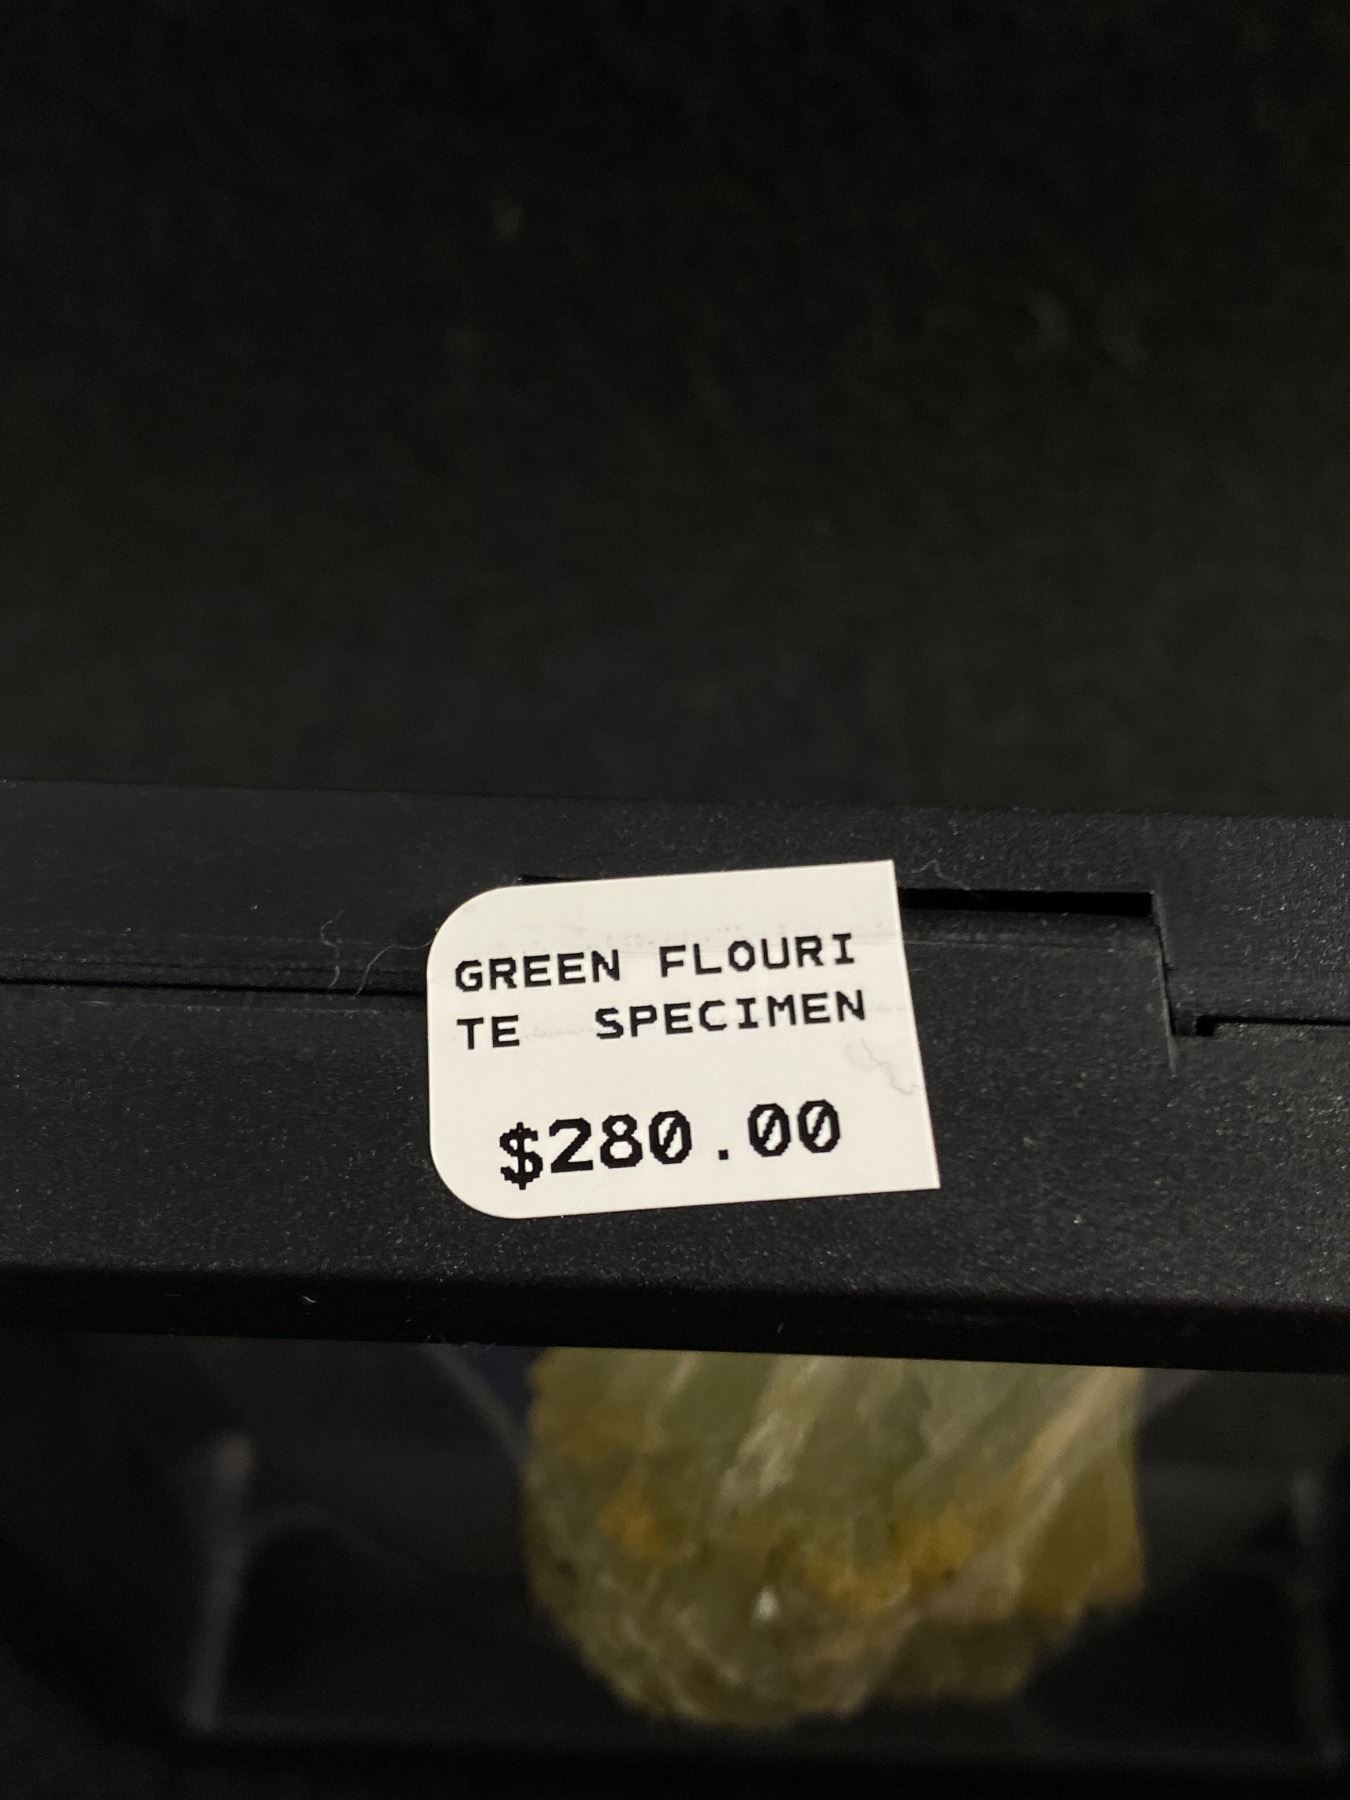 GREEN FLOURI
TE SPECIMEN
$280.00